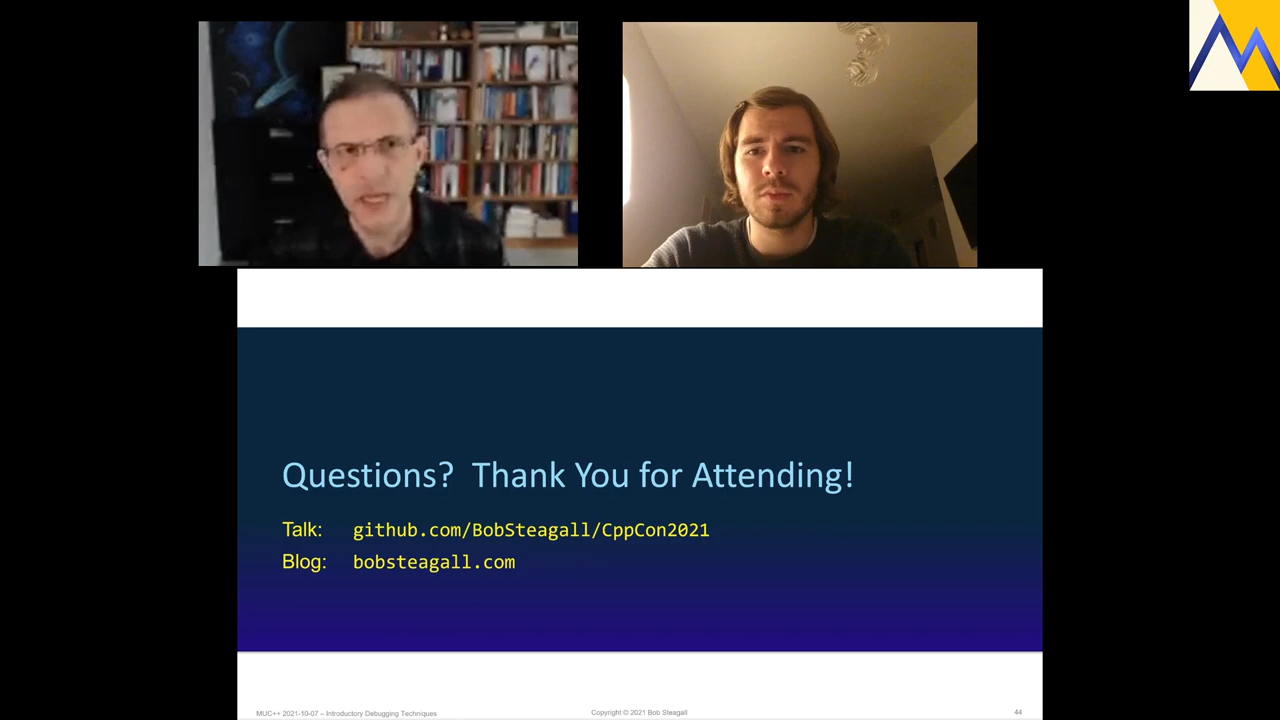 Questions? Thank You for Attending!
Talk: github.com/BobSteagall/CppCon2021
Blog: bobsteagall.com
MUC++ 2021-10-07 – Introductory Debugging Techniques
Copyright © 2021 Bob Steagall
44